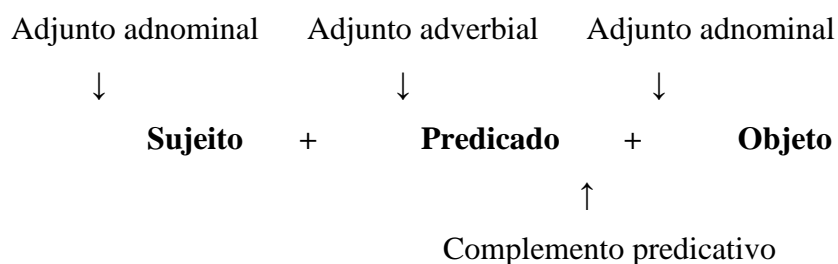 Adjunto adnominal Adjunto adverbial Adjunto adnominal
↓ ↓ ↓
Sujeito + Predicado + Objeto
↑
Complemento predicativo